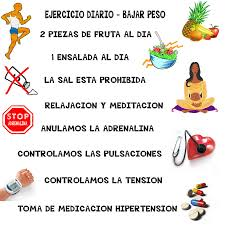 EJERCICIO DIARIO - BAJAR PESO
2 PIEZAS DE FRUTA AL DIA
1 ENSALADA AL DIA
LA SAL ESTA PROHIBIDA
RELAJACION Y MEDITACION
STOP
ADRENALINA
ANULAMOS LA ADRENALINA
CONTROLAMOS LAS PULSACIONES
CONTROLAMOS LA TENSION
TOMA DE MEDICACION HIPERTENSION